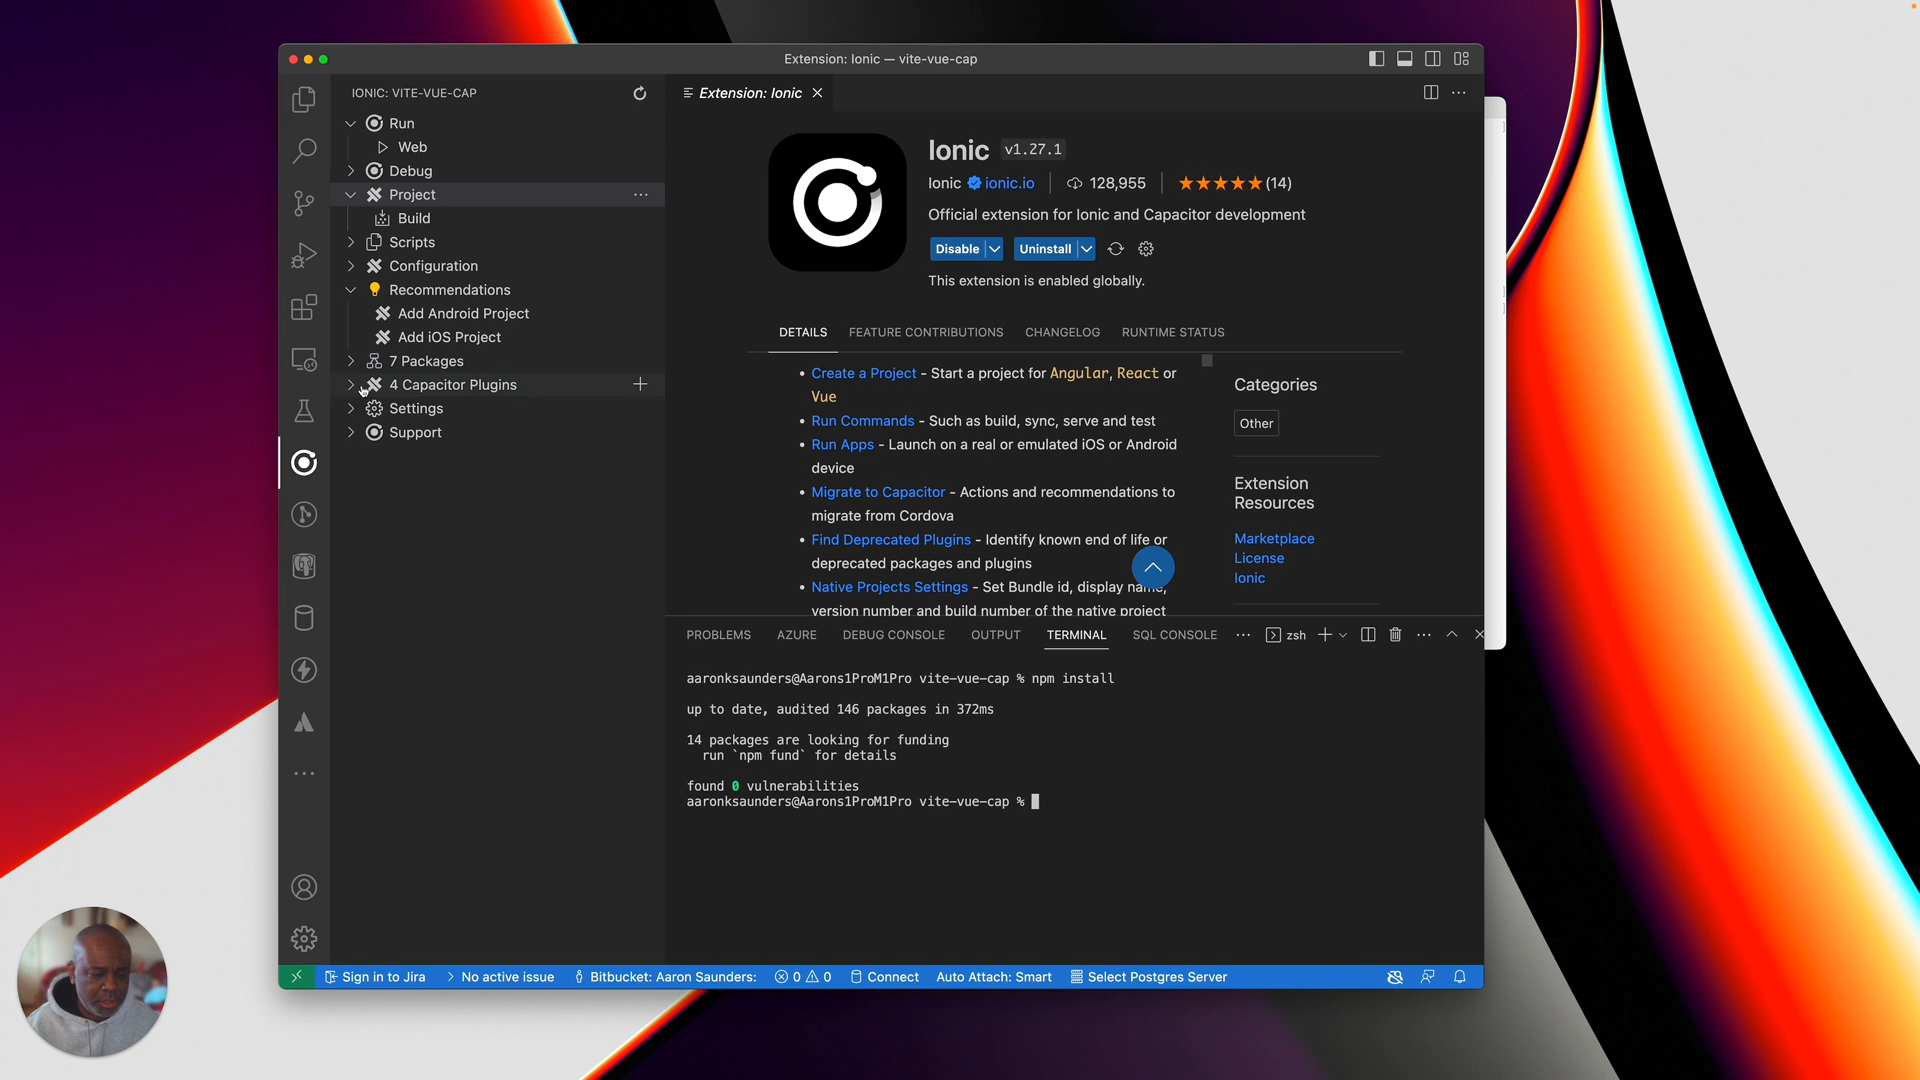 Extension: Ionic — vite-vue-cap
IONIC: VITE-VUE-CAP
Run
Web
Debug
Project
Build
Scripts
Configuration
Recommendations
Add Android Project
Add iOS Project
7 Packages
4 Capacitor Plugins
Settings
Support
Extension: Ionic
Ionic v1.27.1
Ionic ionic.io 128,955 (14)
Official extension for Ionic and Capacitor development
Disable Uninstall
This extension is enabled globally.
DETAILS FEATURE CONTRIBUTIONS CHANGELOG RUNTIME STATUS
• Create a Project - Start a project for Angular, React or
Vue
• Run Commands - Such as build, sync, serve and test
• Run Apps - Launch on a real or emulated iOS or Android
device
• Migrate to Capacitor - Actions and recommendations to
migrate from Cordova
• Find Deprecated Plugins - Identify known end of life or
deprecated packages and plugins
• Native Projects Settings - Set Bundle id, display name,
version number and build number of the native project
Categories
Other
Extension
Resources
Marketplace
License
Ionic
PROBLEMS AZURE DEBUG CONSOLE OUTPUT TERMINAL SQL CONSOLE zsh
aaronksaunders@Aarons1ProM1Pro vite-vue-cap % npm install
up to date, audited 146 packages in 372ms
14 packages are looking for funding
run `npm fund` for details
found 0 vulnerabilities
aaronksaunders@Aarons1ProM1Pro vite-vue-cap %
Sign in to Jira No active issue Bitbucket: Aaron Saunders: 0 0 Connect Auto Attach: Smart Select Postgres Server